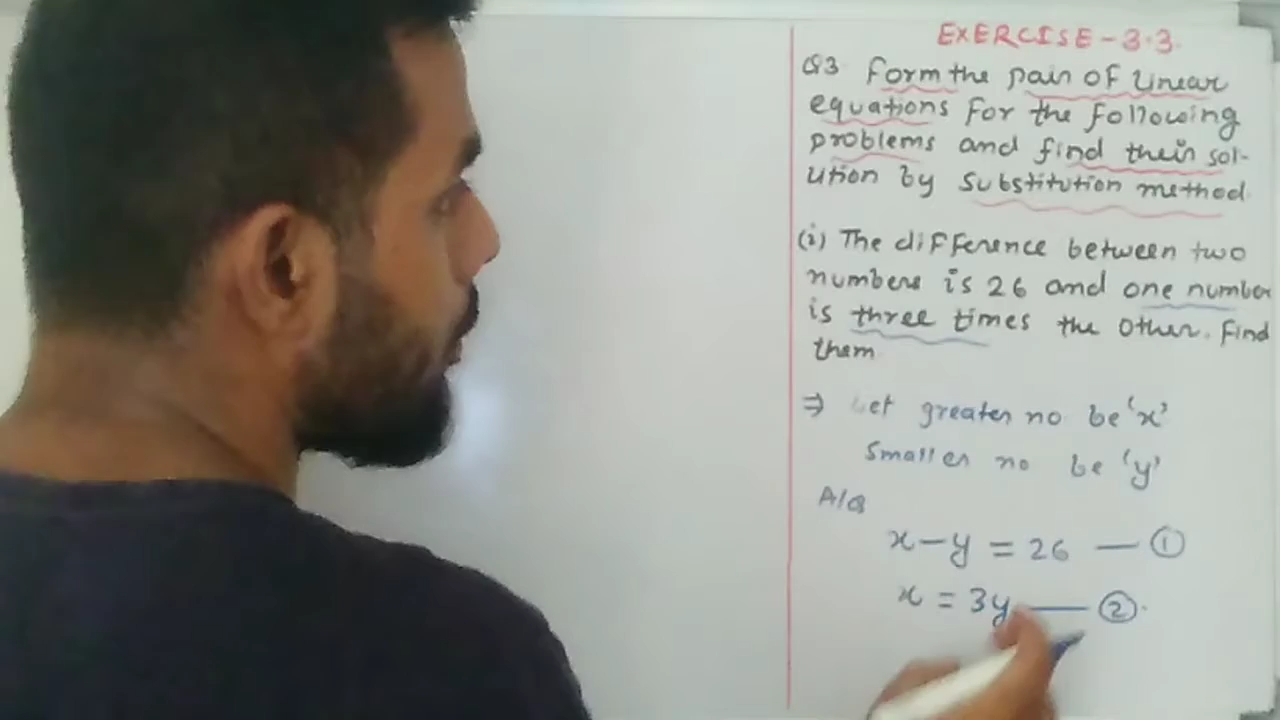 EXERCISE-3.3.
Q3 Form the pair of linear
equations for the following
problems and find their sol-
ution by substitution method.
(i) The difference between two
numbers is 26 and one number
is three times the other. Find
them
⇒ Let greater no. be 'x'
Smaller no be 'y'
A/Q
x-y = 26 — ①
x = 3y — ②.